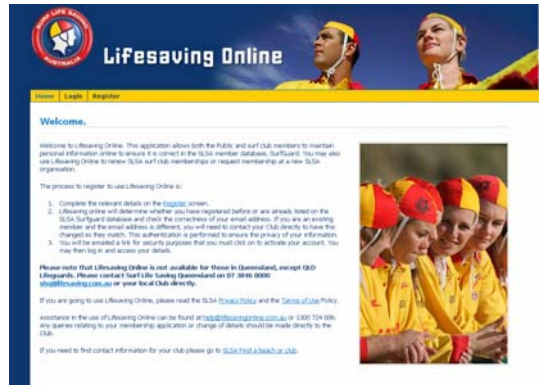 SURF LIFE SAVING
AUSTRALIA
Lifesaving Online
Home Login Register
Welcome.
Welcome to Lifesaving Online. This application allows both the Public and surf club members to maintain
personal information online to ensure it is correct in the SLSA member database, SurfGuard. You may also
use Lifesaving Online to renew SLSA surf club memberships or request membership at a new SLSA
organisation.
The process to register to use Lifesaving Online is:
1. Complete the relevant details on the Register screen.
2. Lifesaving online will determine whether you have registered before or are already listed on the
SLSA Surfguard database and check the correctness of your email address. If you are an existing
member and the email address is different, you will need to contact your Club directly to have this
changed so they match. This authentication is performed to ensure the privacy of your information.
3. You will be emailed a link for security purposes that you must click on to activate your account. You
may then log in and access your details.
Please note that Lifesaving Online is not available for those in Queensland, except QLD
Lifeguards. Please contact Surf Life Saving Queensland on 07 3846 8000
slsq@lifesaving.com.au or your local Club directly.
If you are going to use Lifesaving Online, please read the SLSA Privacy Policy and the Terms of Use Policy.
Assistance in the use of Lifesaving Online can be found at help@lifesavingonline.com.au or 1300 724 006.
Any queries relating to your membership application or change of details should be made directly to the
Club.
If you need to find contact information for your club please go to SLSA Find a beach or club.